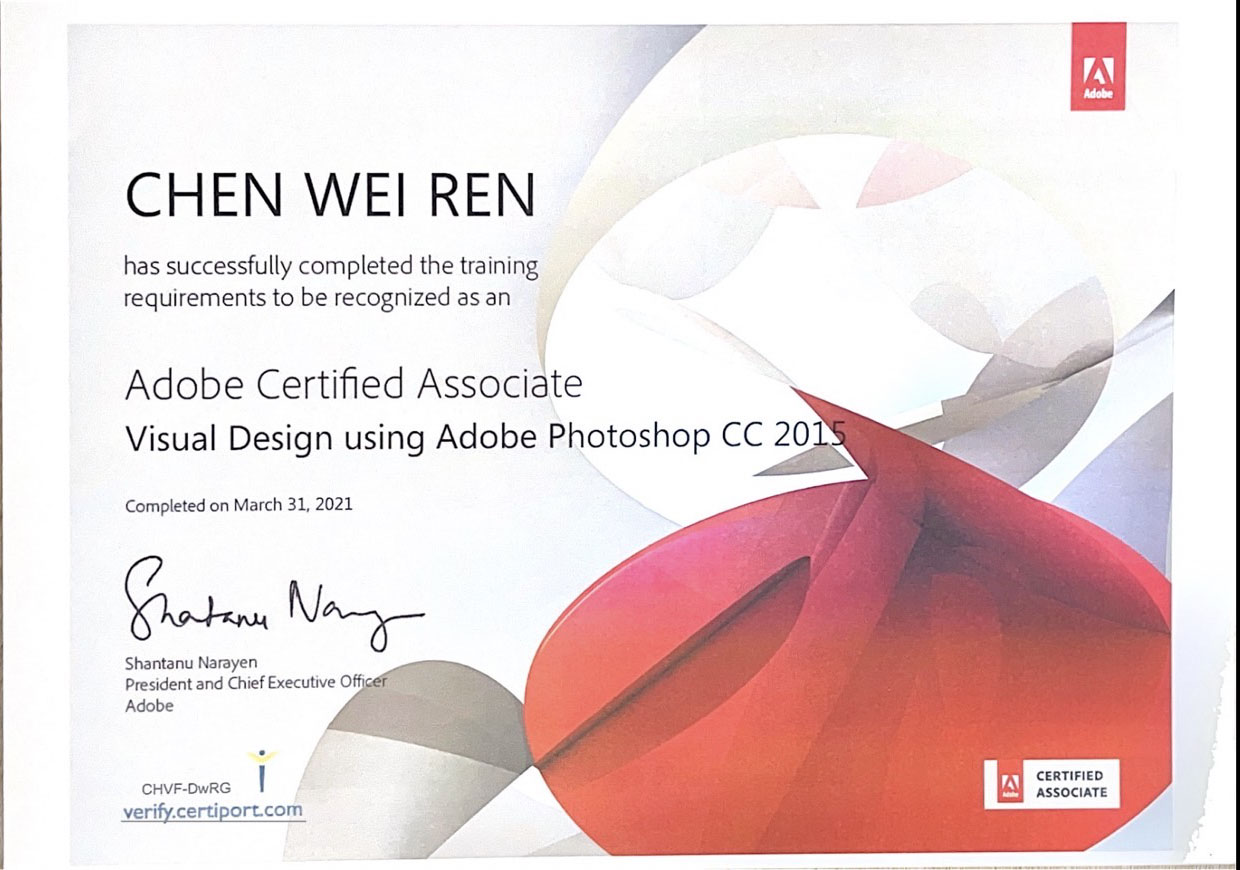 Adobe
CHEN WEI REN
has successfully completed the training
requirements to be recognized as an
Adobe Certified Associate
Visual Design using Adobe Photoshop CC 2015
Completed on March 31, 2021
Shantanu Narayen
Shantanu Narayen
President and Chief Executive Officer
Adobe
CHVF-DwRG
verify.certiport.com
Adobe
CERTIFIED
ASSOCIATE